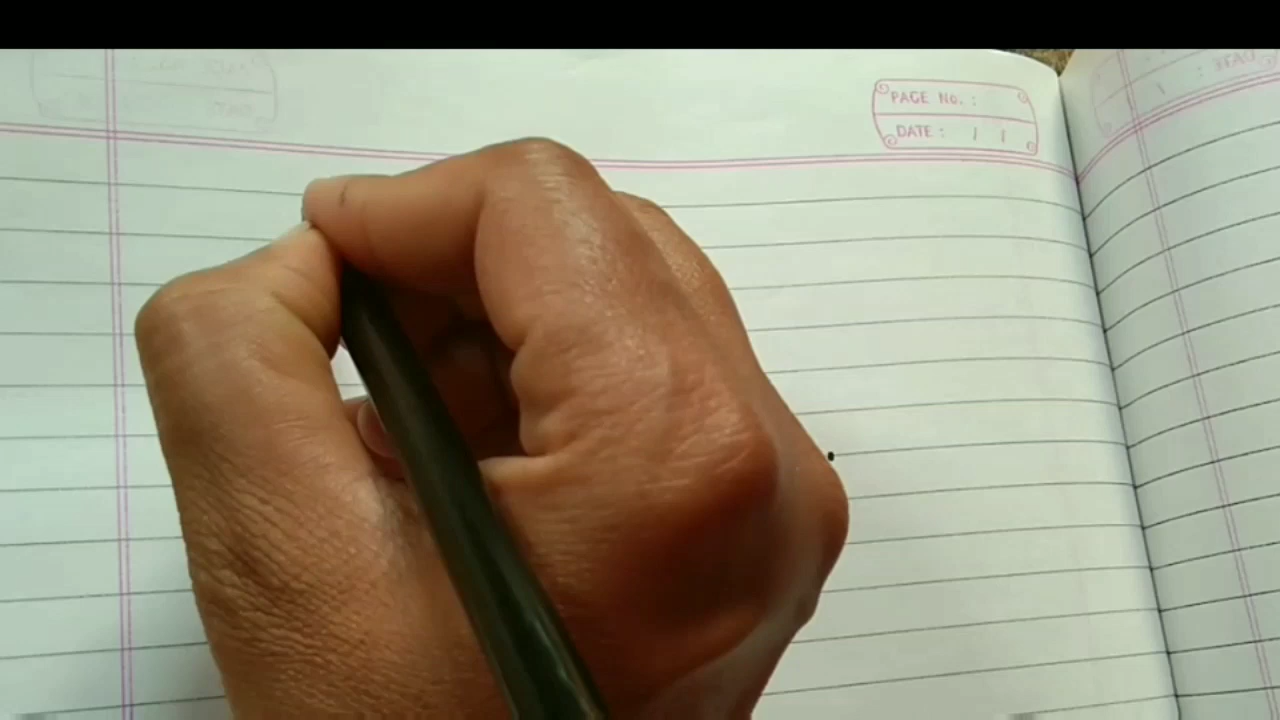 PAGE No. :
DATE : / /